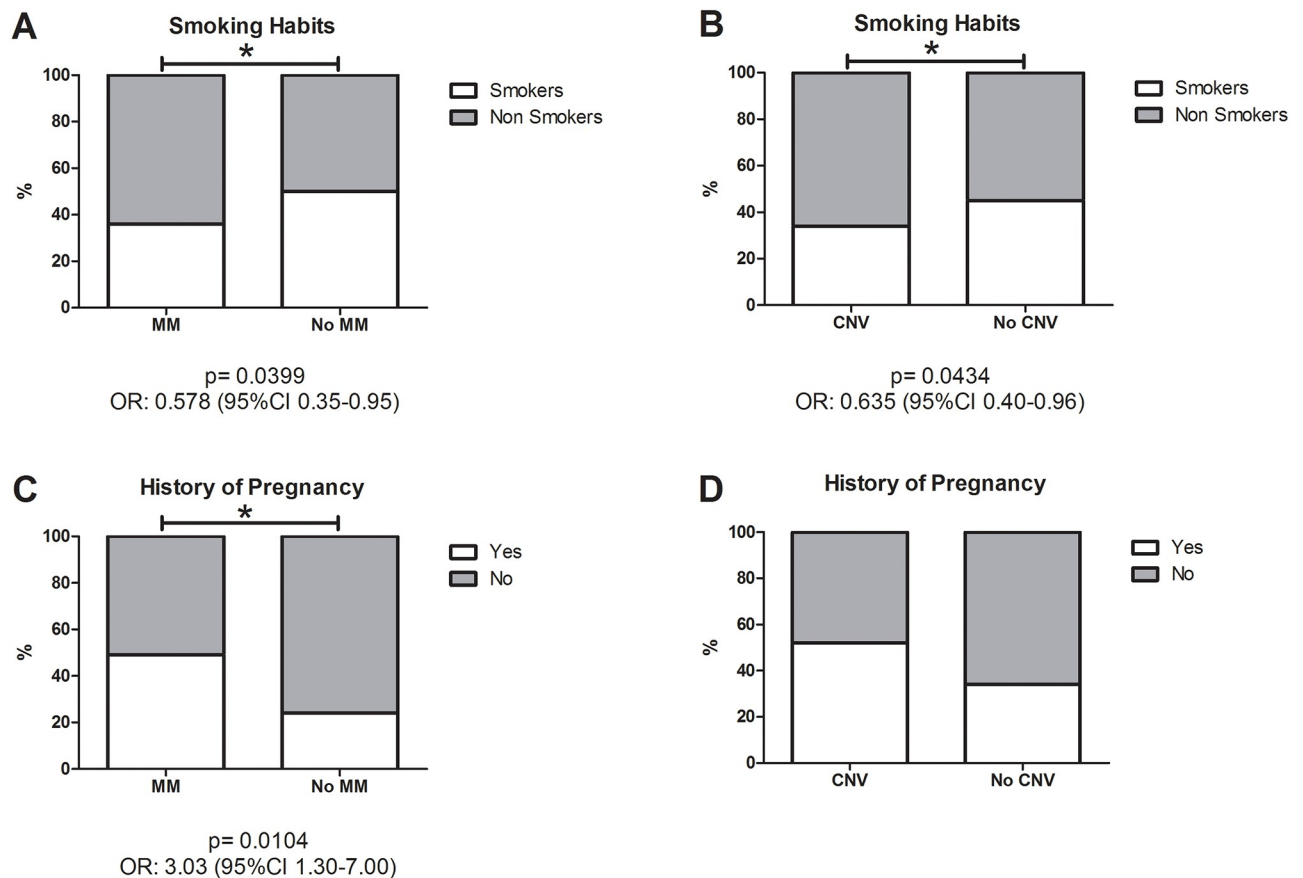 A
Smoking Habits
*
100
80
60
40
20
0
%
MM
No MM
Smokers
Non Smokers
p= 0.0399
OR: 0.578 (95%CI 0.35-0.95)
B
Smoking Habits
*
100
80
60
40
20
0
%
CNV
No CNV
Smokers
Non Smokers
p= 0.0434
OR: 0.635 (95%CI 0.40-0.96)
C
History of Pregnancy
*
100
80
60
40
20
0
%
MM
No MM
Yes
No
p= 0.0104
OR: 3.03 (95%CI 1.30-7.00)
D
History of Pregnancy
100
80
60
40
20
0
%
CNV
No CNV
Yes
No